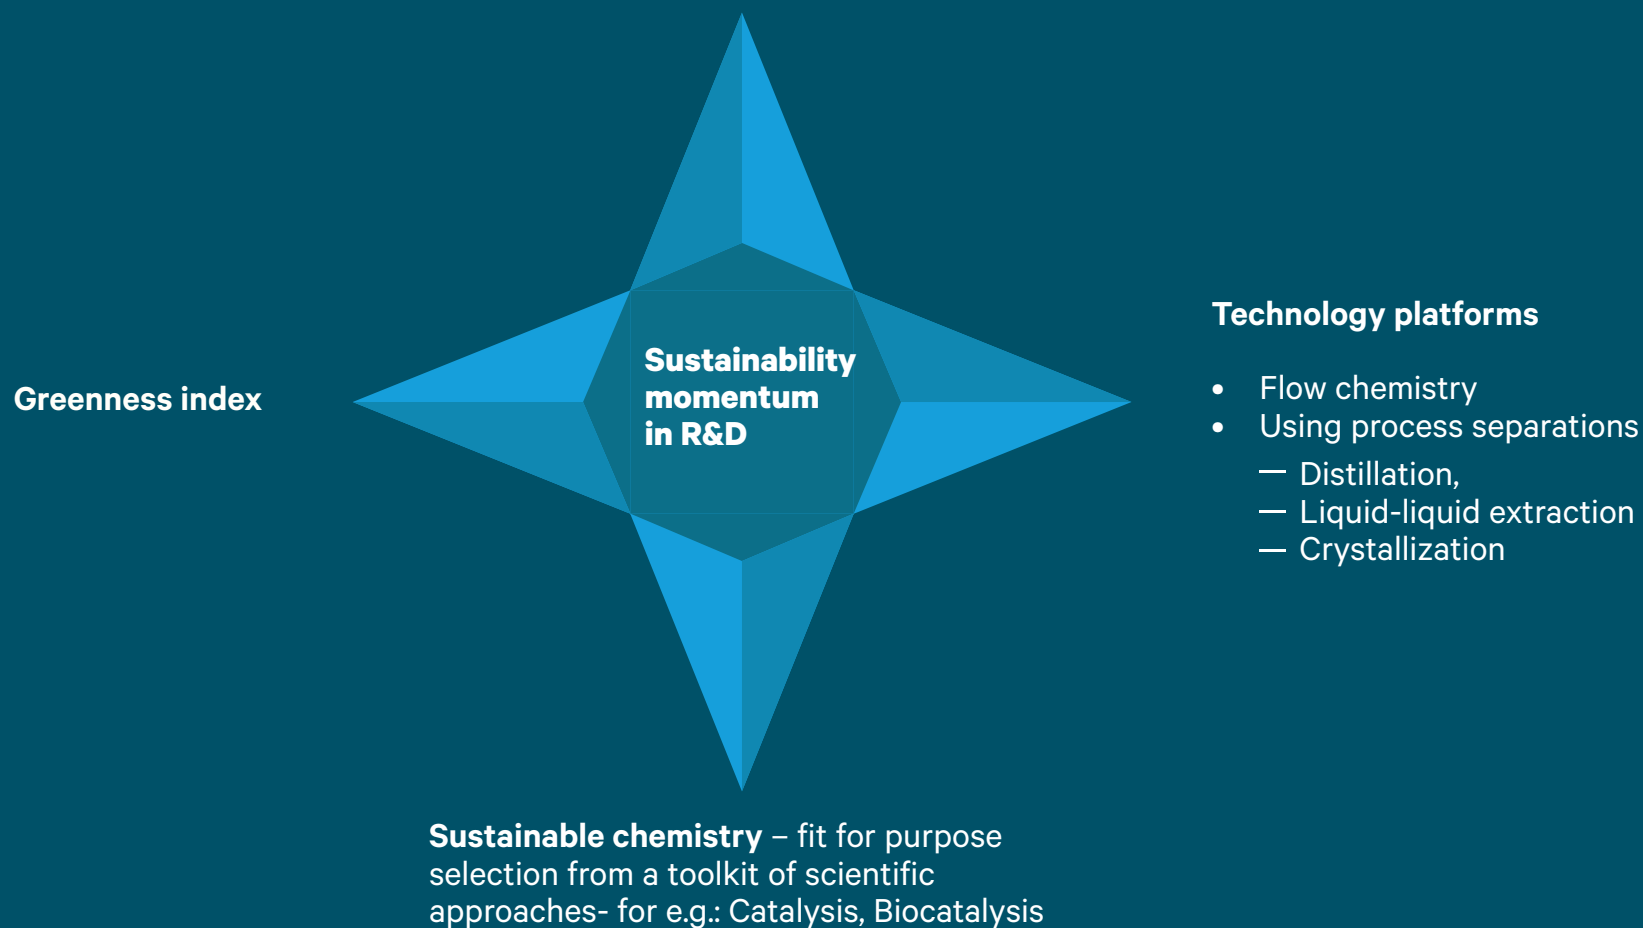 Greenness index
Sustainability
momentum
in R&D
Technology platforms
• Flow chemistry
• Using process separations
— Distillation,
— Liquid-liquid extraction
— Crystallization
Sustainable chemistry – fit for purpose
selection from a toolkit of scientific
approaches- for e.g.: Catalysis, Biocatalysis